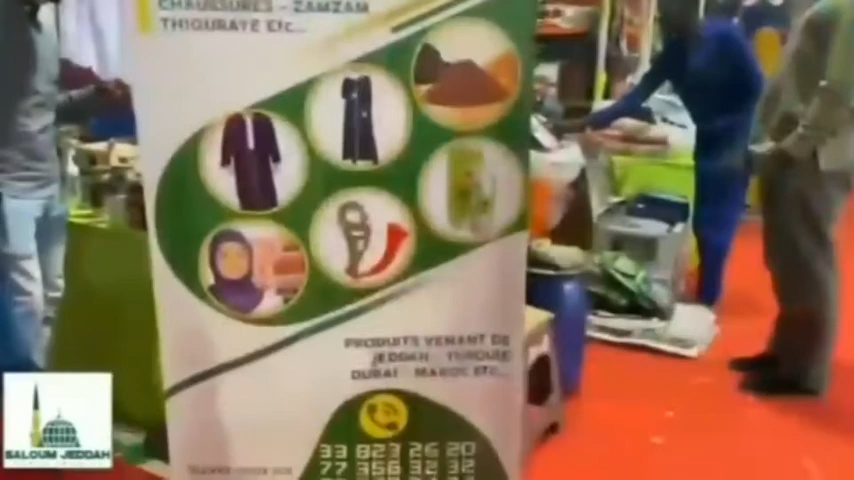 CHAUSSURES - ZAMZAM
THIOURAYE Etc...
PRODUITS VENANT DE
JEDDAH - TURQUIE
DUBAI - MAROC Etc...
33 823 26 20
77 356 32 32
SALOUM JEDDAH